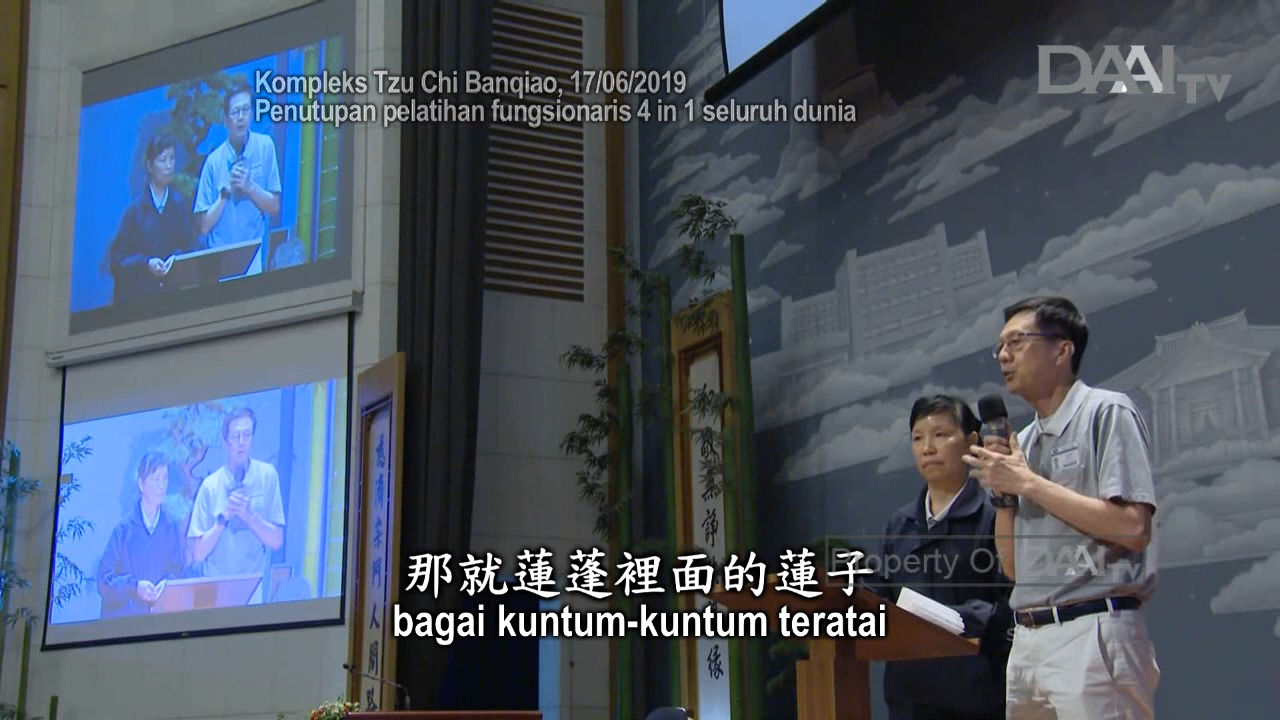 Kompleks Tzu Chi Banqiao, 17/06/2019
Penutupan pelatihan fungsionaris 4 in 1 seluruh dunia
DAAI TV
Property Of DAAI TV
那就蓮蓬裡面的蓮子
bagai kuntum-kuntum teratai